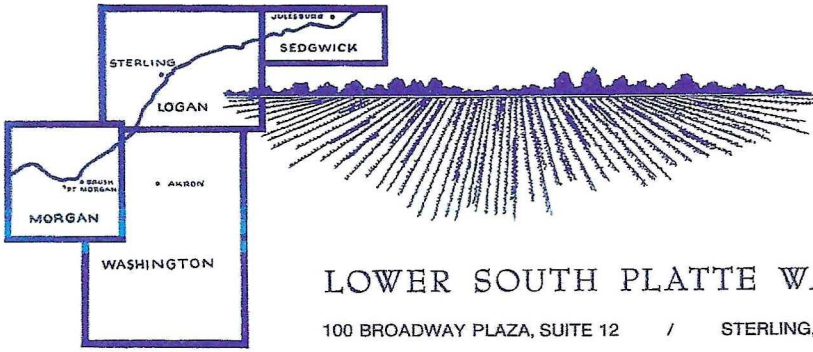 JULESBURG
SEDGWICK
STERLING
LOGAN
BRUSH
FT MORGAN
AKRON
MORGAN
WASHINGTON
LOWER SOUTH PLATTE
100 BROADWAY PLAZA, SUITE 12 / STERLING,